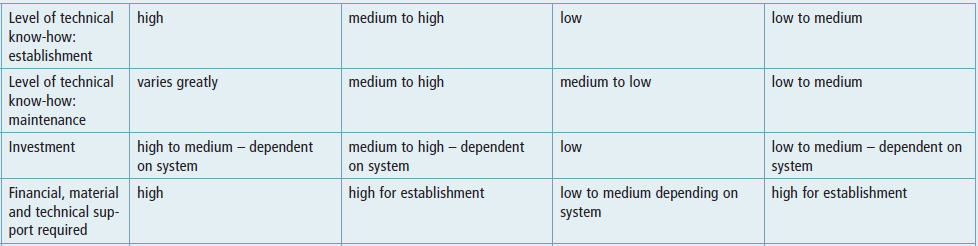 Level of technical know-how: establishment | high | medium to high | low | low to medium
Level of technical know-how: maintenance | varies greatly | medium to high | medium to low | low to medium
Investment | high to medium – dependent on system | medium to high – dependent on system | low | low to medium – dependent on system
Financial, material and technical sup-port required | high | high for establishment | low to medium depending on system | high for establishment